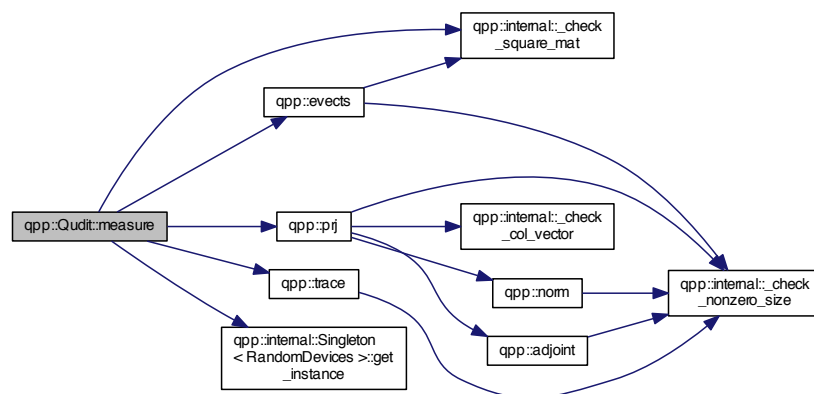 qpp::internal::_check
_square_mat
qpp::evects
qpp::Qudit::measure
qpp::prj
qpp::internal::_check
_col_vector
qpp::trace
qpp::norm
qpp::internal::_check
_nonzero_size
qpp::adjoint
qpp::internal::Singleton
< RandomDevices >::get
_instance